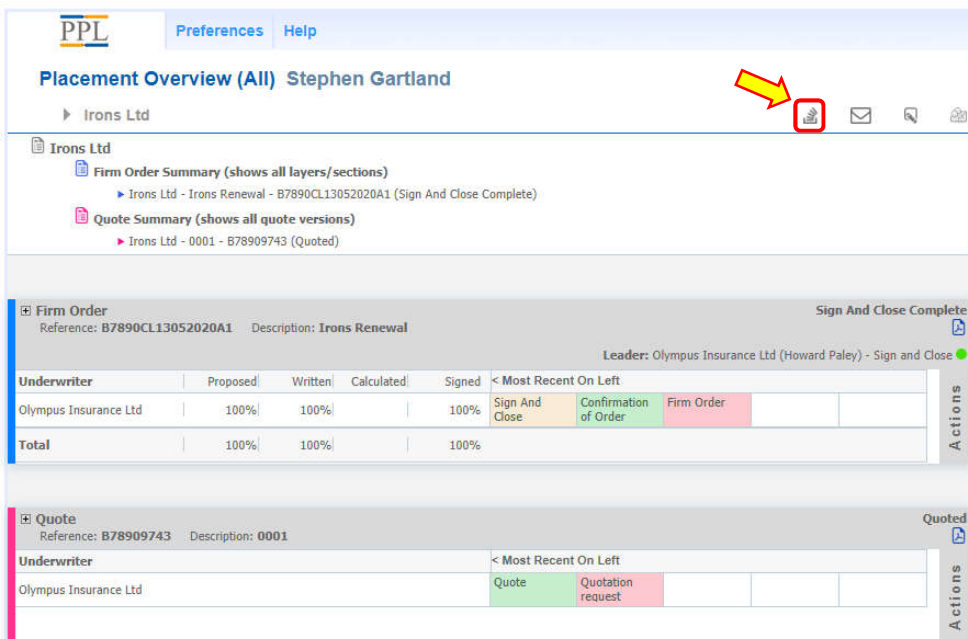 PPL
Preferences Help
Placement Overview (All) Stephen Gartland
Irons Ltd
Irons Ltd
Firm Order Summary (shows all layers/sections)
Irons Ltd - Irons Renewal - B7890CL13052020A1 (Sign And Close Complete)
Quote Summary (shows all quote versions)
Irons Ltd - 0001 - B78909743 (Quoted)
Firm Order Sign And Close Complete
Reference: B7890CL13052020A1 Description: Irons Renewal
Leader: Olympus Insurance Ltd (Howard Paley) - Sign and Close
Underwriter Proposed Written Calculated Signed < Most Recent On Left
Olympus Insurance Ltd 100% 100% 100% Sign And Close Confirmation of Order Firm Order
Total 100% 100% 100%
Actions
Quote Quoted
Reference: B78909743 Description: 0001
Underwriter < Most Recent On Left
Olympus Insurance Ltd Quote Quotation request
Actions